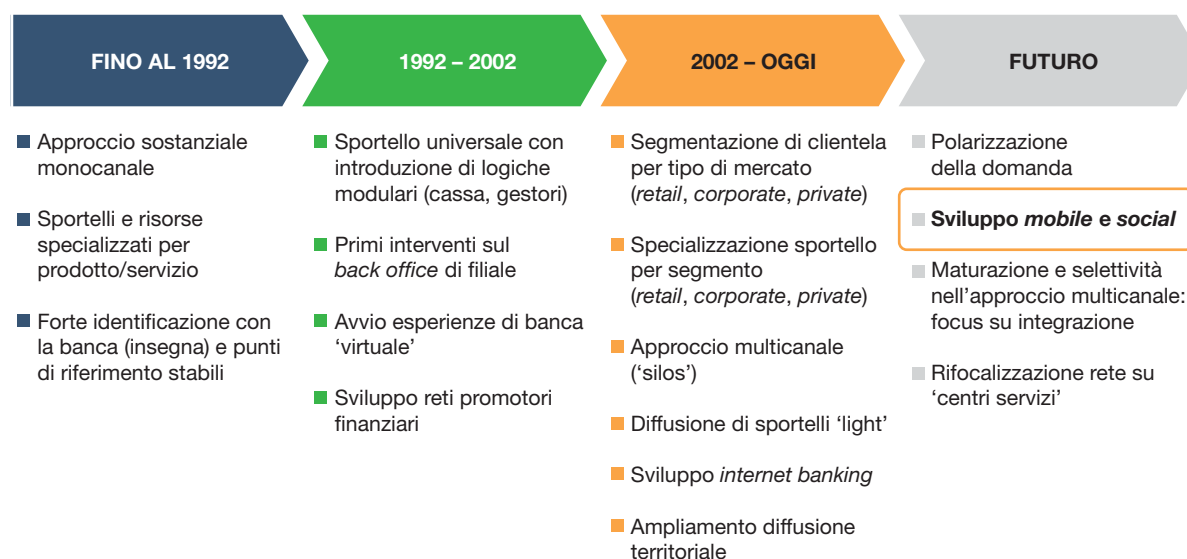 FINO AL 1992
Approccio sostanziale
monocanale
Sportelli e risorse
specializzati per
prodotto/servizio
Forte identificazione con
la banca (insegna) e punti
di riferimento stabili
1992 – 2002
Sportello universale con
introduzione di logiche
modulari (cassa, gestori)
Primi interventi sul
back office di filiale
Avvio esperienze di banca
‘virtuale’
Sviluppo reti promotori
finanziari
2002 – OGGI
Segmentazione di clientela
per tipo di mercato
(retail, corporate, private)
Specializzazione sportello
per segmento
(retail, corporate, private)
Approccio multicanale
(‘silos’)
Diffusione di sportelli ‘light’
Sviluppo internet banking
Ampliamento diffusione
territoriale
FUTURO
Polarizzazione
della domanda
Sviluppo mobile e social
Maturazione e selettività
nell’approccio multicanale:
focus su integrazione
Rifocalizzazione rete su
‘centri servizi’